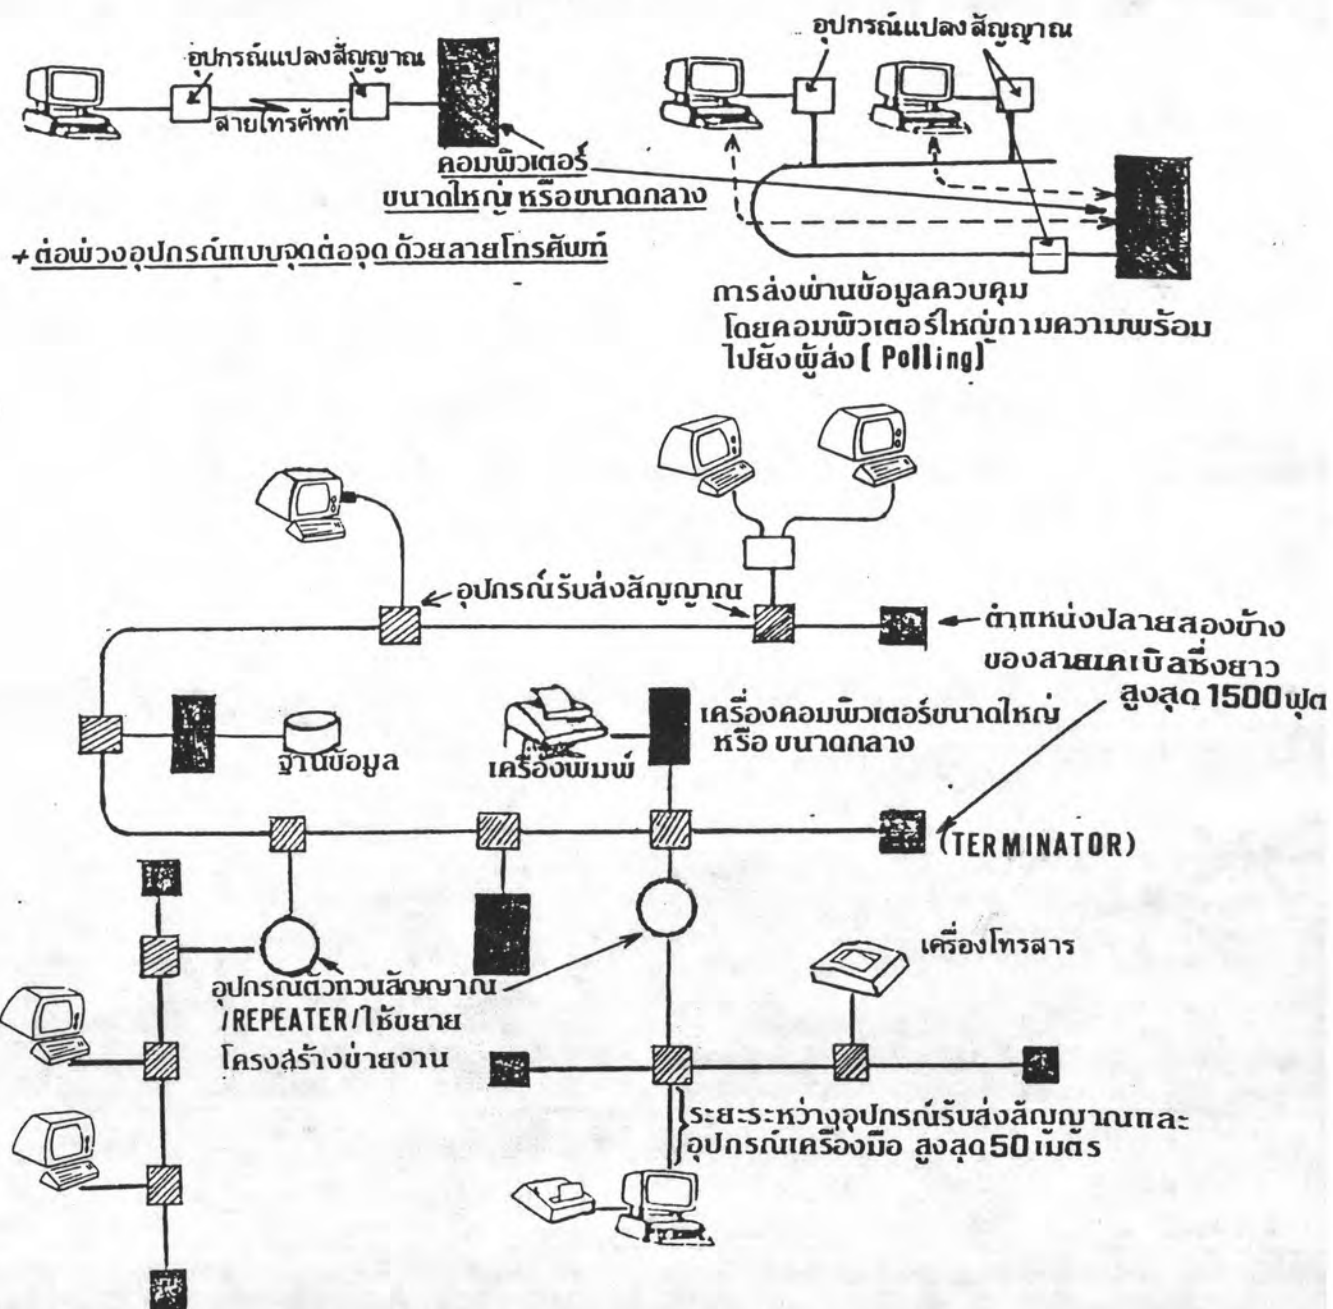 อุปกรณ์แปลงสัญญาณ
สายโทรศัพท์
คอมพิวเตอร์
ขนาดใหญ่ หรือขนาดกลาง
+ ต่อพ่วงอุปกรณ์แบบจุดต่อจุด ด้วยสายโทรศัพท์
อุปกรณ์แปลงสัญญาณ
การส่งผ่านข้อมูลควบคุม
โดยคอมพิวเตอร์ใหญ่ถามความพร้อม
ไปยังผู้ส่ง ( Polling)
อุปกรณ์รับส่งสัญญาณ
ตำแหน่งปลายสองข้าง
ของสายเคเบิลซึ่งยาว
สูงสุด 1500 ฟุต
ฐานข้อมูล
เครื่องพิมพ์
เครื่องคอมพิวเตอร์ขนาดใหญ่
หรือ ขนาดกลาง
(TERMINATOR)
เครื่องโทรสาร
อุปกรณ์ตัวทวนสัญญาณ
/REPEATER/ใช้ขยาย
โครงสร้างข่ายงาน
ระยะระหว่างอุปกรณ์รับส่งสัญญาณและ
อุปกรณ์เครื่องมือ สูงสุด 50 เมตร